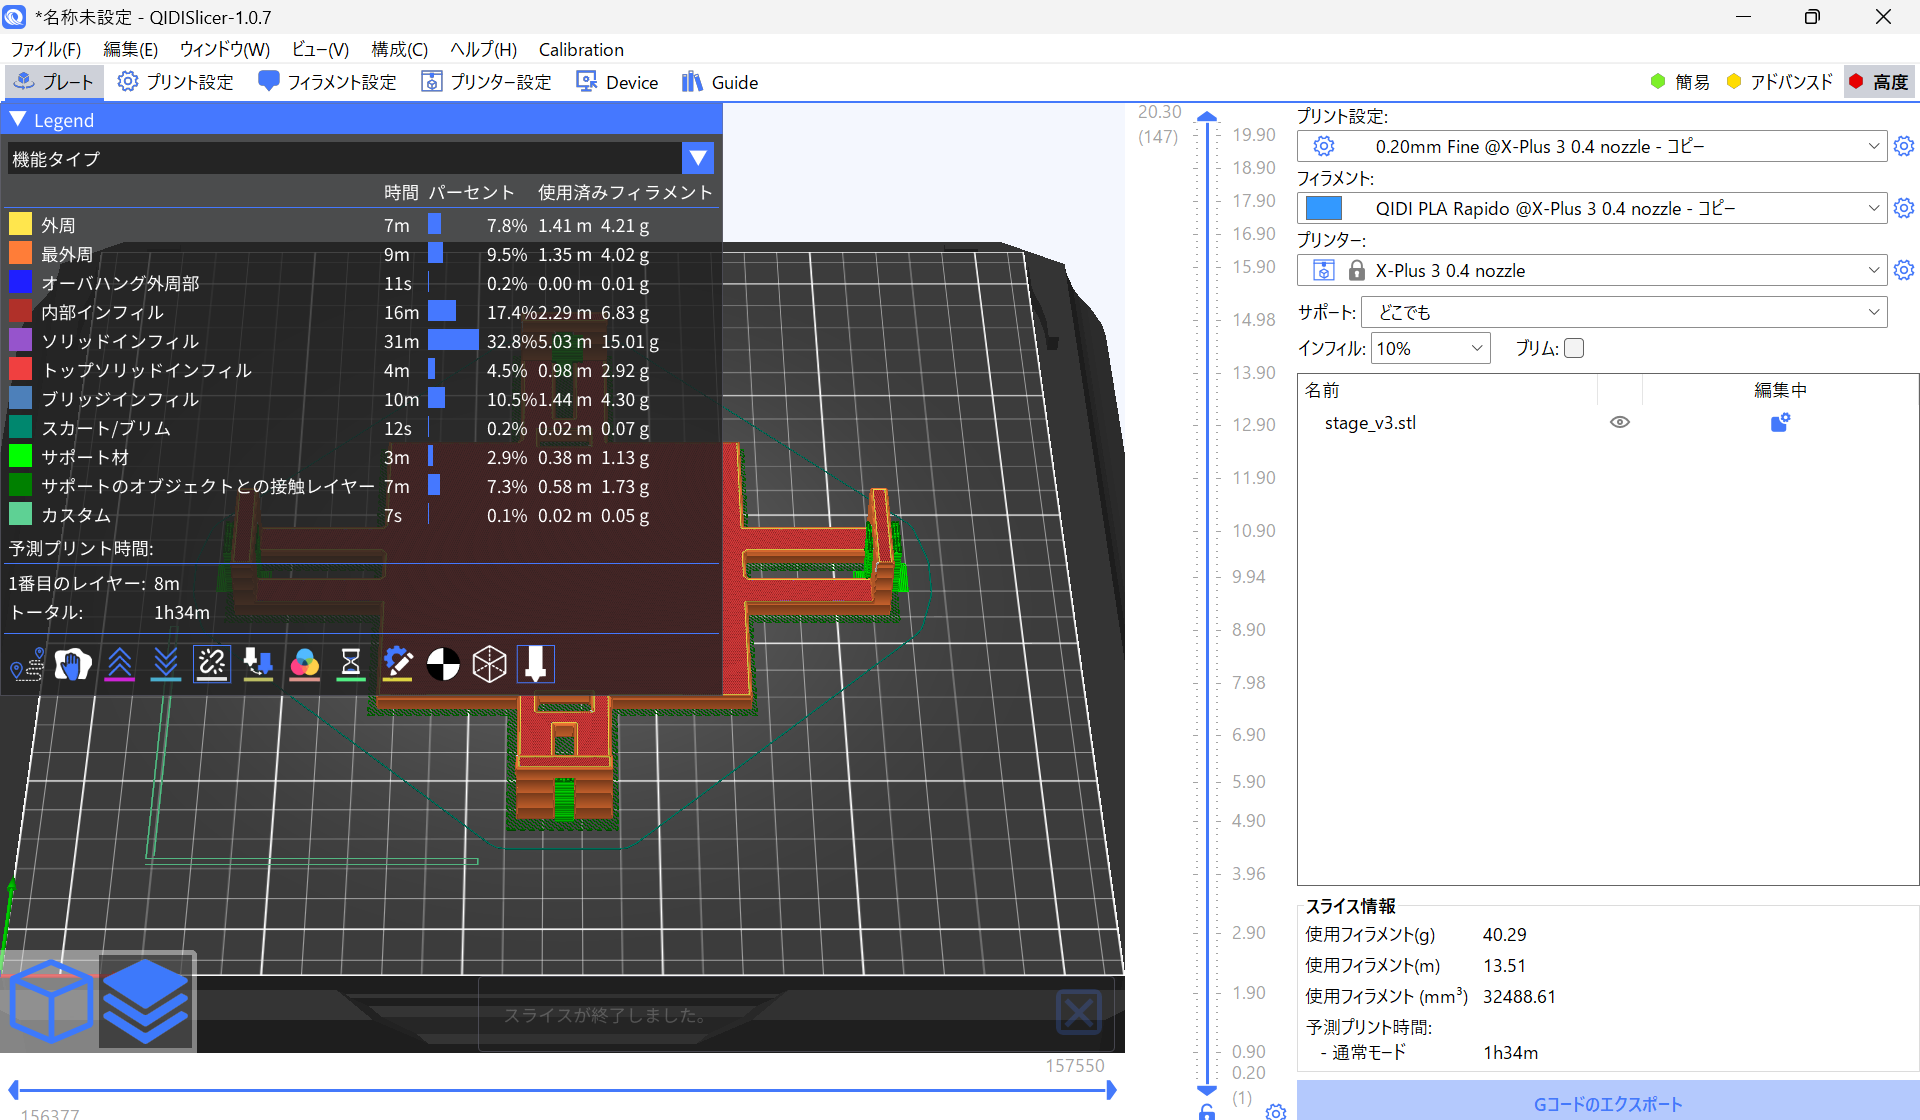 *名称未設定 - QIDISlicer-1.0.7
ファイル(F) 編集(E) ウィンドウ(W) ビュー(V) 構成(C) ヘルプ(H) Calibration
プレート プリント設定 フィラメント設定 プリンター設定 Device Guide 簡易 アドバンスド 高度
Legend
機能タイプ
時間 パーセント 使用済みフィラメント
外周 7m 7.8% 1.41 m 4.21 g
最外周 9m 9.5% 1.35 m 4.02 g
オーバハング外周部 11s 0.2% 0.00 m 0.01 g
内部インフィル 16m 17.4% 2.29 m 6.83 g
ソリッドインフィル 31m 32.8% 5.03 m 15.01 g
トップソリッドインフィル 4m 4.5% 0.98 m 2.92 g
ブリッジインフィル 10m 10.5% 1.44 m 4.30 g
スカート/ブリム 12s 0.2% 0.02 m 0.07 g
サポート材 3m 2.9% 0.38 m 1.13 g
サポートのオブジェクトとの接触レイヤー 7m 7.3% 0.58 m 1.73 g
カスタム 7s 0.1% 0.02 m 0.05 g
予測プリント時間:
1番目のレイヤー: 8m
トータル: 1h34m
スライスが終了しました。
157550
156377
20.30
(147)
19.90
18.90
17.90
16.90
15.90
14.98
13.90
12.90
11.90
10.90
9.94
8.90
7.98
6.90
5.90
4.90
3.96
2.90
1.90
0.90
0.20
(1)
プリント設定:
0.20mm Fine @X-Plus 3 0.4 nozzle - コピー
フィラメント:
QIDI PLA Rapido @X-Plus 3 0.4 nozzle - コピー
プリンター:
X-Plus 3 0.4 nozzle
サポート: どこでも
インフィル: 10% ブリム:
名前 編集中
stage_v3.stl
スライス情報
使用フィラメント(g) 40.29
使用フィラメント(m) 13.51
使用フィラメント (mm³) 32488.61
予測プリント時間:
- 通常モード 1h34m
Gコードのエクスポート